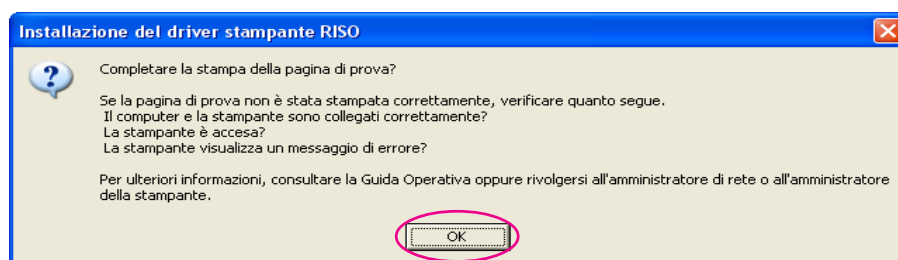 Installazione del driver stampante RISO
Completare la stampa della pagina di prova?
Se la pagina di prova non è stata stampata correttamente, verificare quanto segue.
Il computer e la stampante sono collegati correttamente?
La stampante è accesa?
La stampante visualizza un messaggio di errore?
Per ulteriori informazioni, consultare la Guida Operativa oppure rivolgersi all'amministratore di rete o all'amministratore
della stampante.
OK